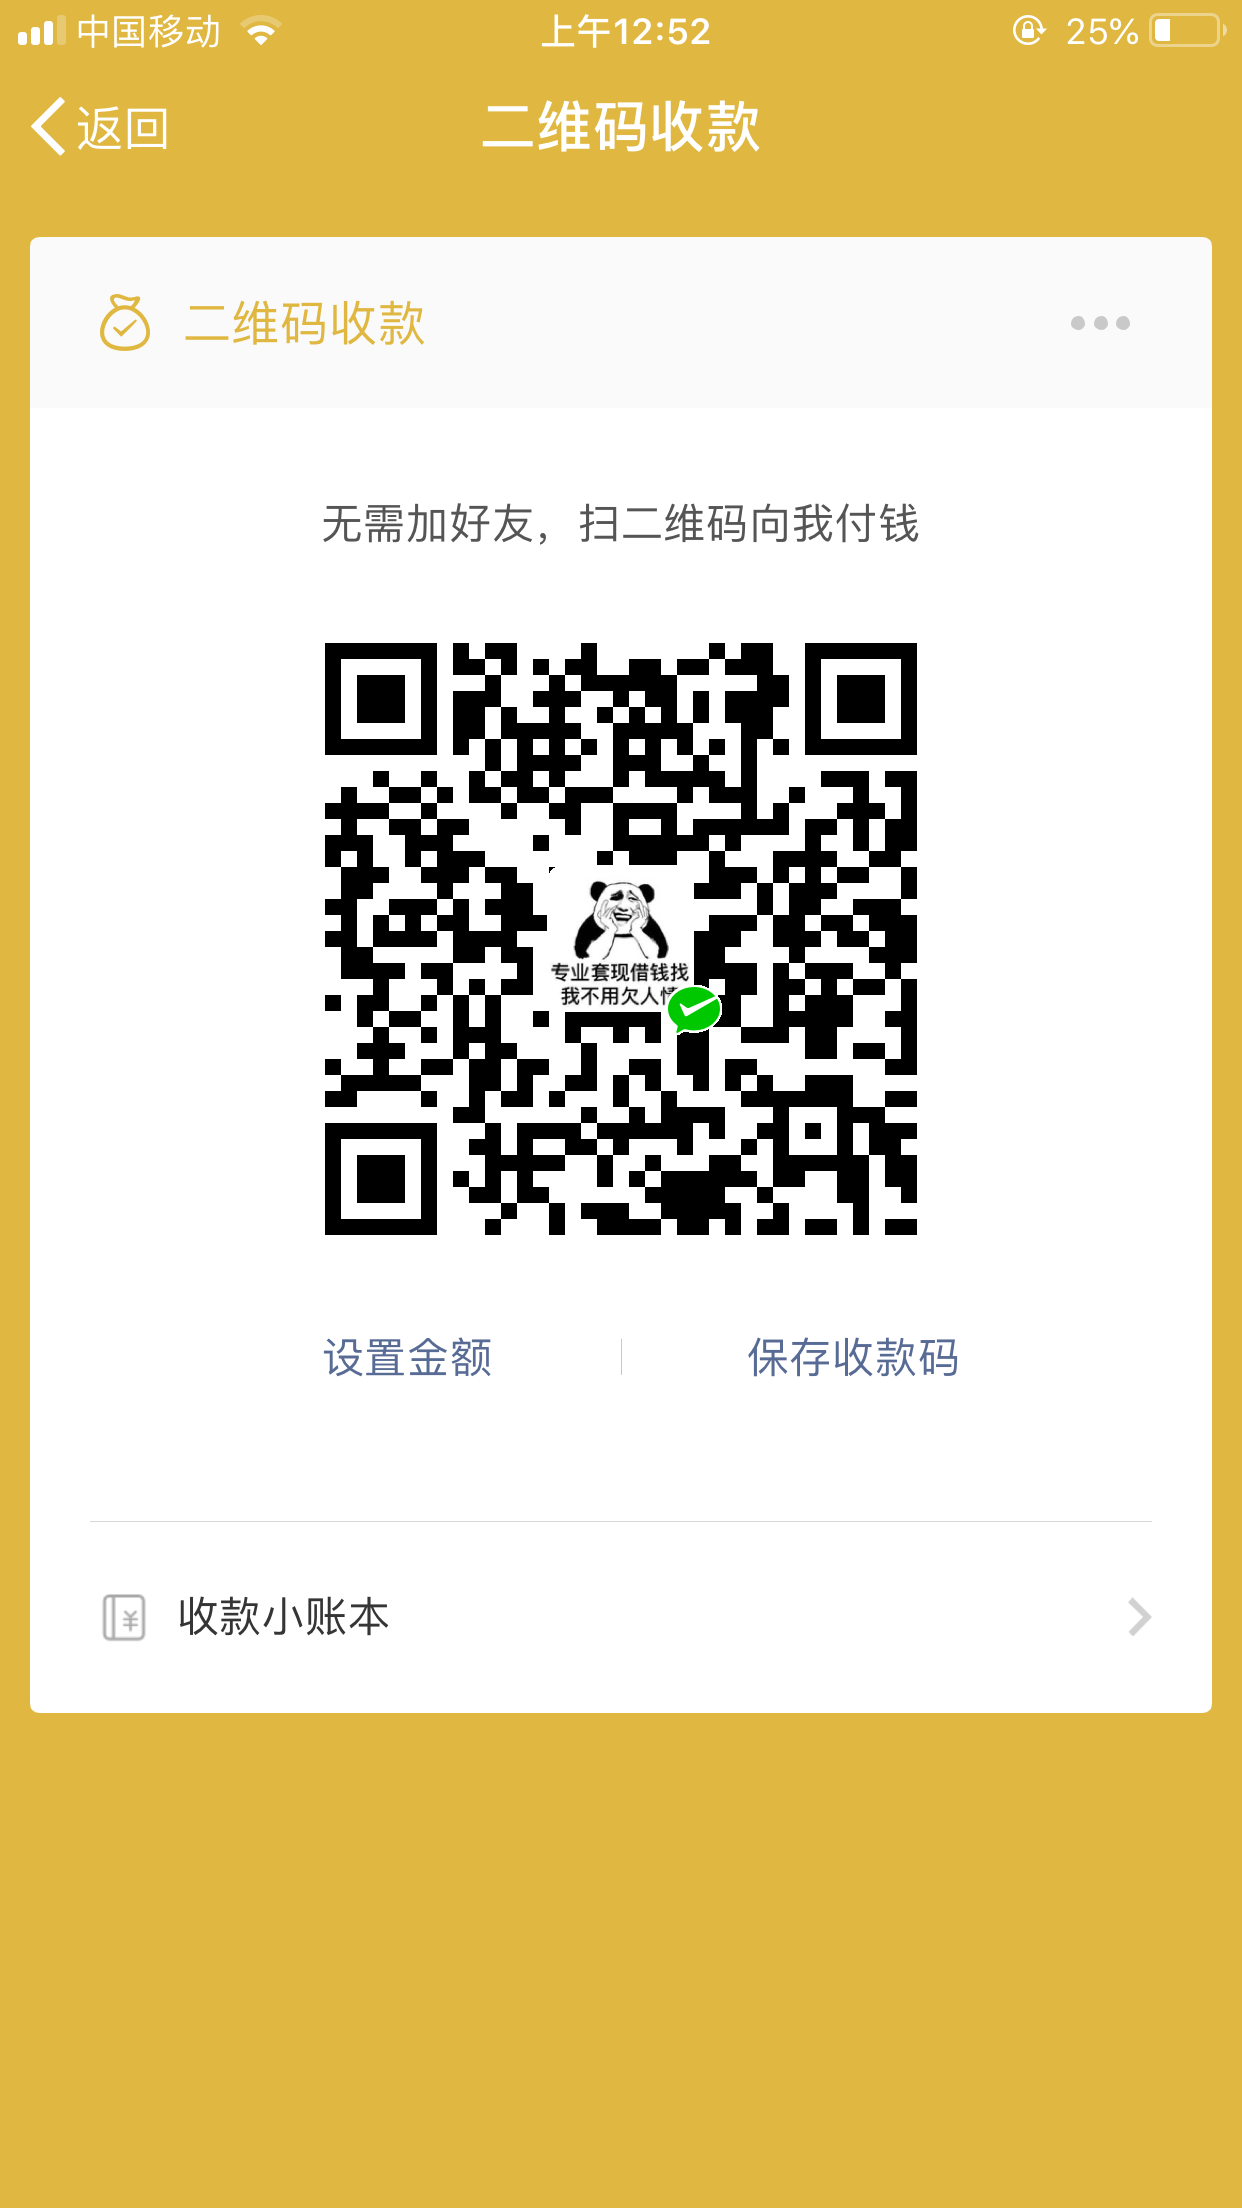 中国移动
上午12:52
25%
返回
二维码收款
二维码收款
无需加好友，扫二维码向我付钱
专业套现借钱找
我不用欠人情
设置金额
保存收款码
收款小账本